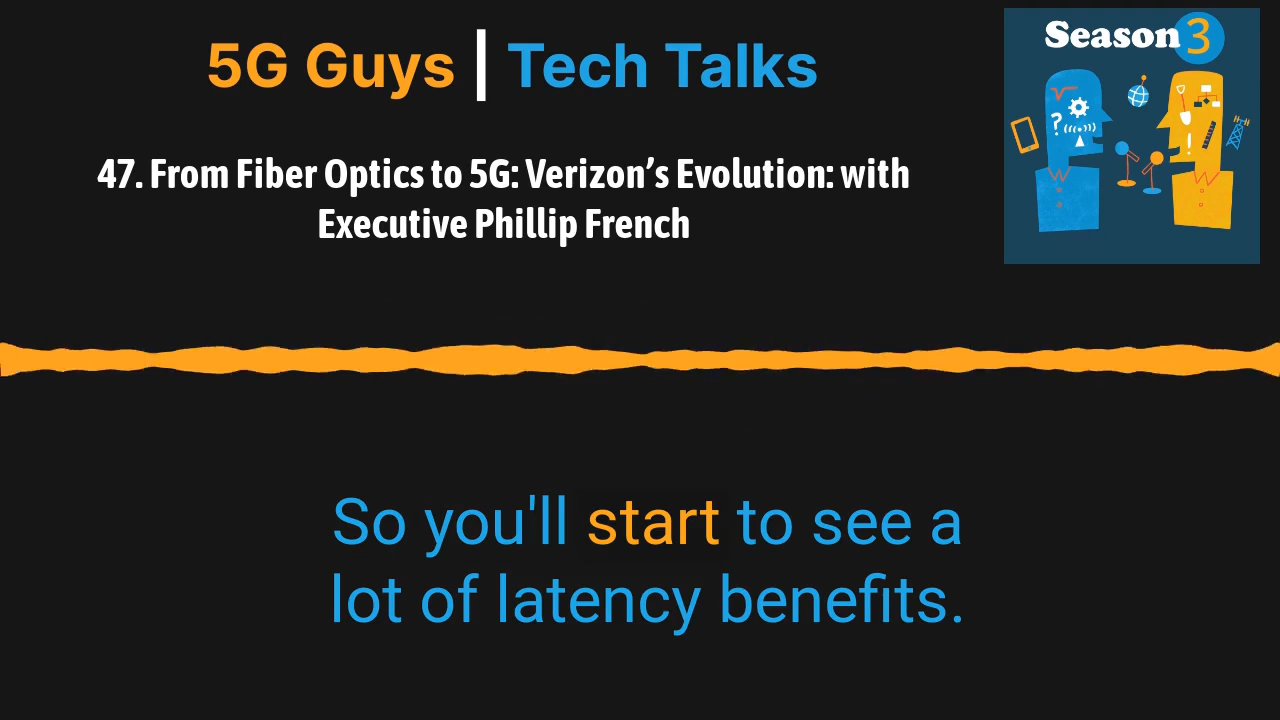 5G Guys | Tech Talks
Season 3
47. From Fiber Optics to 5G: Verizon’s Evolution: with
Executive Phillip French
So you'll start to see a
lot of latency benefits.